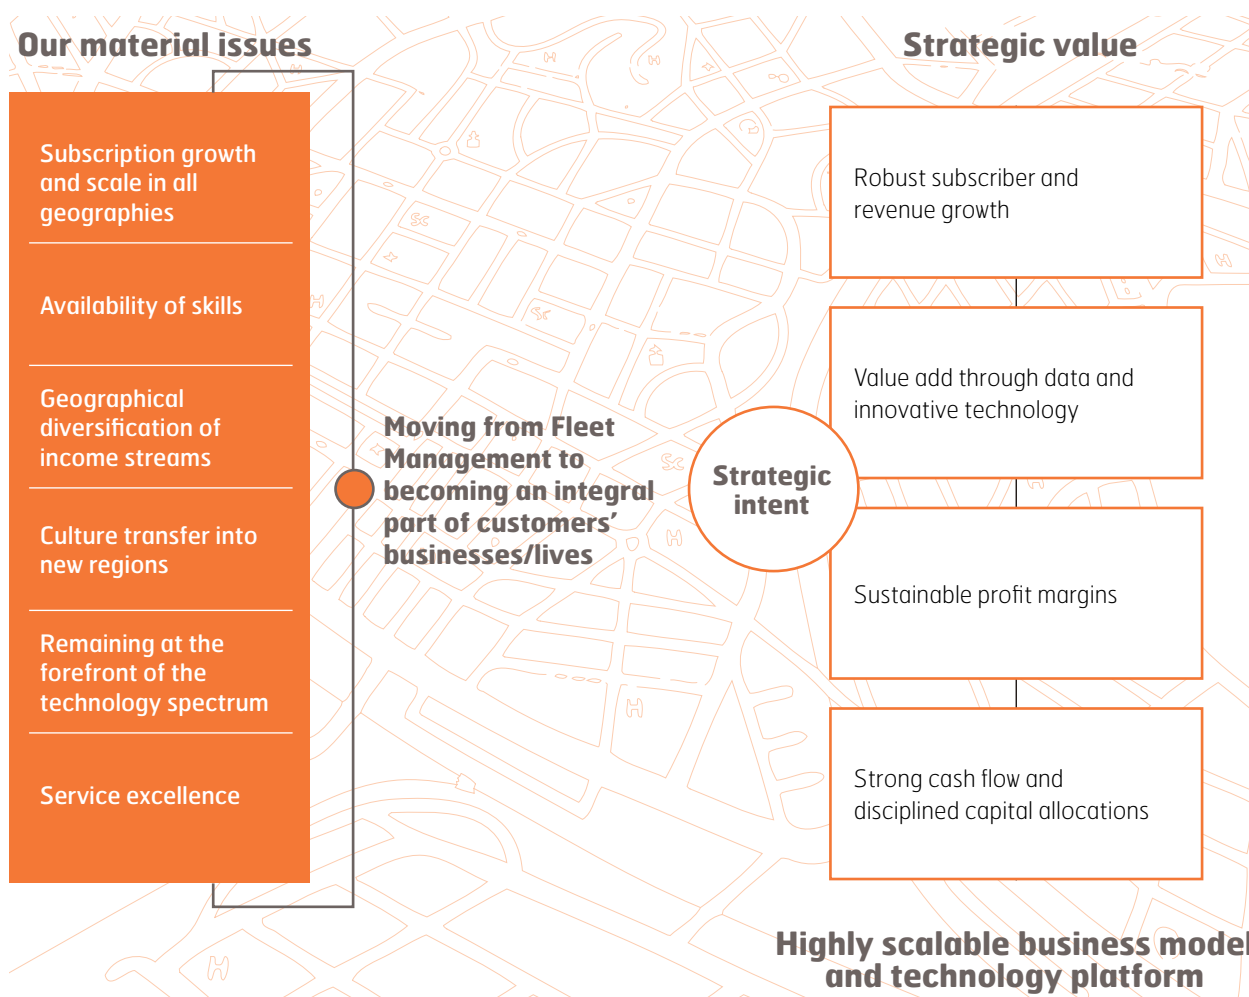 Our material issues
Subscription growth
and scale in all
geographies
Availability of skills
Geographical
diversification of
income streams
Culture transfer into
new regions
Remaining at the
forefront of the
technology spectrum
Service excellence
Moving from Fleet
Management to
becoming an integral
part of customers’
businesses/lives
Strategic
intent
Strategic value
Robust subscriber and
revenue growth
Value add through data and
innovative technology
Sustainable profit margins
Strong cash flow and
disciplined capital allocations
Highly scalable business model
and technology platform
H
H
SC
H
H
SC
SC
H
H
H